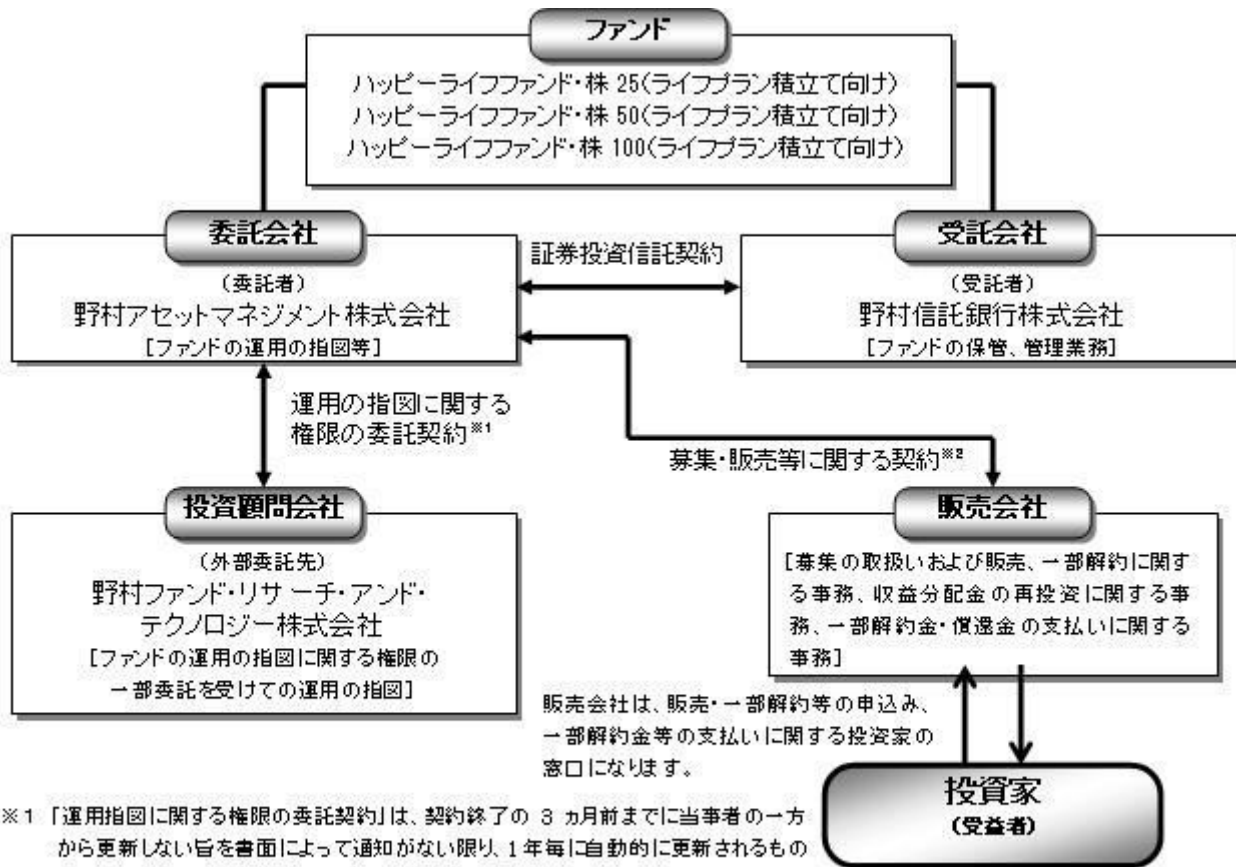 ファンド
ハッピーライフファンド・株 25(ライフプラン積立て向け)
ハッピーライフファンド・株 50(ライフプラン積立て向け)
ハッピーライフファンド・株 100(ライフプラン積立て向け)
委託会社
(委託者)
野村アセットマネジメント株式会社
[ファンドの運用の指図等]
証券投資信託契約
受託会社
(受託者)
野村信託銀行株式会社
[ファンドの保管、管理業務]
運用の指図に関する
権限の委託契約※1
募集・販売等に関する契約※2
投資顧問会社
(外部委託先)
野村ファンド・リサーチ・アンド・
テクノロジー株式会社
[ファンドの運用の指図に関する権限の
一部委託を受けての運用の指図]
販売会社
[募集の取扱いおよび販売、一部解約に関す
る事務、収益分配金の再投資に関する事
務、一部解約金・償還金の支払いに関する
事務]
販売会社は、販売・一部解約等の申込み、
一部解約金等の支払いに関する投資家の
窓口になります。
投資家
(受益者)
※1「運用指図に関する権限の委託契約」は、契約終了の 3 ヵ月前までに当事者の一方
から更新しない旨を書面によって通知がない限り、1年毎に自動的に更新されるもの